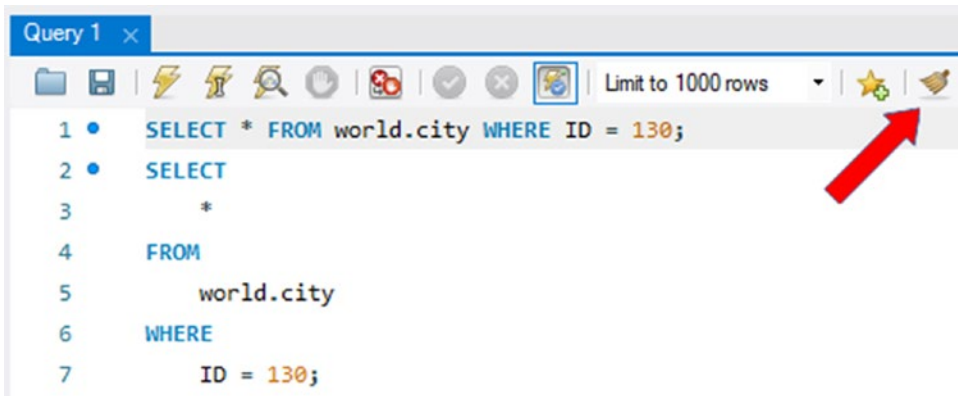 Query 1
Limit to 1000 rows
1 SELECT * FROM world.city WHERE ID = 130;
2 SELECT
3 *
4 FROM
5 world.city
6 WHERE
7 ID = 130;